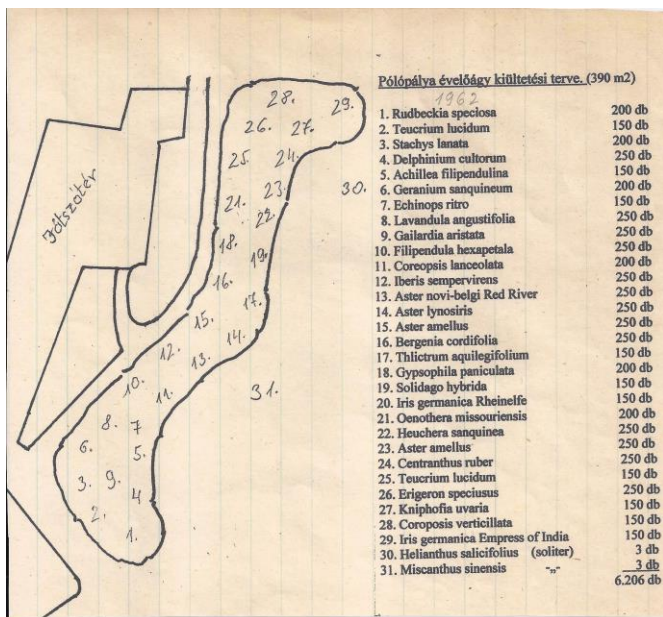 Pólópálya évelőágy kiültetési terve. (390 m2)
1962
1. Rudbeckia speciosa 200 db
2. Teucrium lucidum 150 db
3. Stachys lanata 200 db
4. Delphinium cultorum 250 db
5. Achillea filipendulina 150 db
6. Geranium sanquineum 200 db
7. Echinops ritro 150 db
8. Lavandula angustifolia 250 db
9. Gailardia aristata 250 db
10. Filipendula hexapetala 250 db
11. Coreopsis lanceolata 200 db
12. Iberis sempervirens 250 db
13. Aster novi-belgi Red River 250 db
14. Aster lynosiris 250 db
15. Aster amellus 250 db
16. Bergenia cordifolia 250 db
17. Thlictrum aquilegifolium 150 db
18. Gypsophila paniculata 200 db
19. Solidago hybrida 150 db
20. Iris germanica Rheinelfe 150 db
21. Oenothera missouriensis 200 db
22. Heuchera sanquinea 250 db
23. Aster amellus 250 db
24. Centranthus ruber 250 db
25. Teucrium lucidum 150 db
26. Erigeron speciusus 250 db
27. Kniphofia uvaria 150 db
28. Coroposis verticillata 150 db
29. Iris germanica Empress of India 150 db
30. Helianthus salicifolius (soliter) 3 db
31. Miscanthus sinensis -„- 3 db
6.206 db
Játszótér
28.
29.
26.
27.
25.
24.
30.
23.
21.
22.
18.
19.
16.
17.
15.
14.
12.
13.
10.
31.
11.
8.
7
6.
5.
3.
9.
4
2.
1.